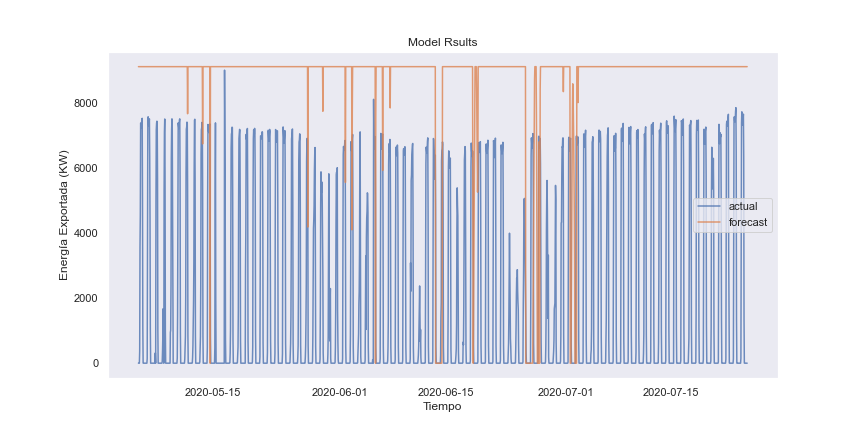 Model Rsults
Energía Exportada (KW)
8000
6000
4000
2000
0
actual
forecast
2020-05-15
2020-06-01
2020-06-15
2020-07-01
2020-07-15
Tiempo